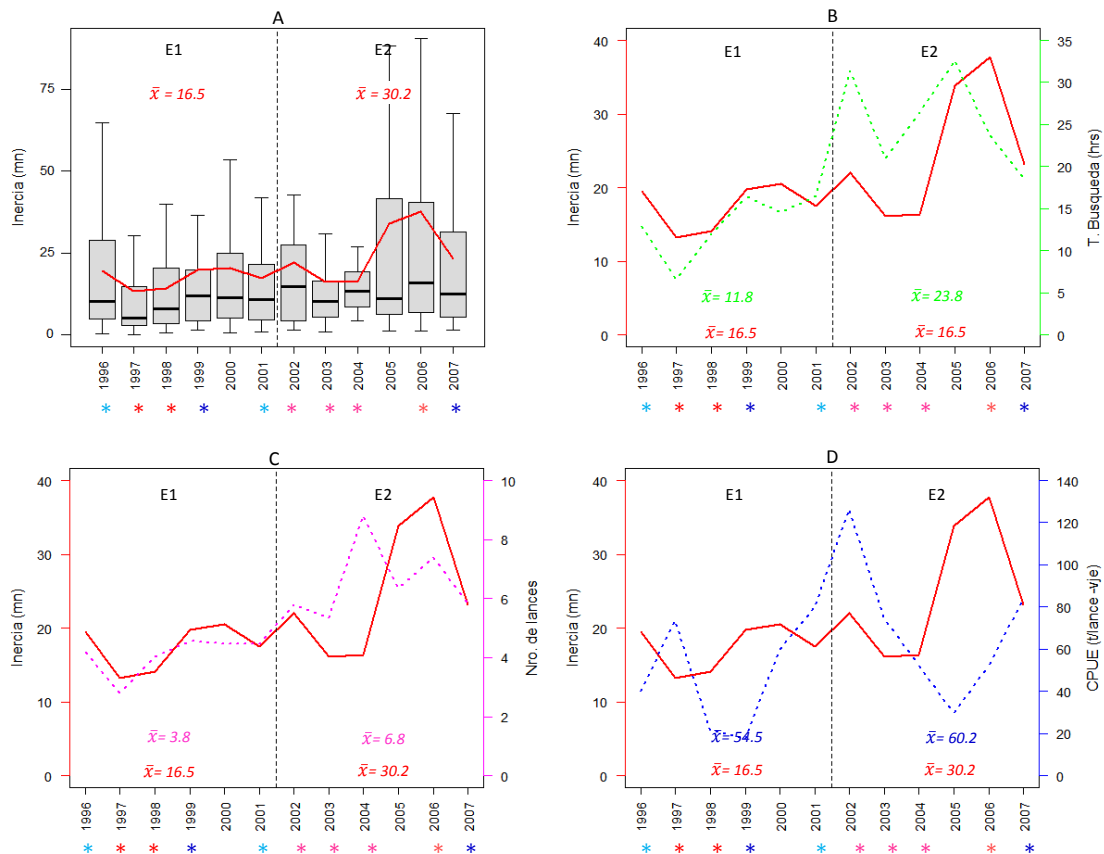 A
E1
E2
x̄ = 16.5
x̄ = 30.2
Inercia (mn)
75
50
25
0
1996
1997
1998
1999
2000
2001
2002
2003
2004
2005
2006
2007
* * * * * * * * * *
B
E1
E2
Inercia (mn)
40
30
20
10
0
T. Busqueda (hrs)
35
30
25
20
15
10
5
0
x̄ = 11.8
x̄ = 23.8
x̄ = 16.5
x̄ = 16.5
1996
1997
1998
1999
2000
2001
2002
2003
2004
2005
2006
2007
* * * * * * * * * *
C
E1
E2
Inercia (mn)
40
30
20
10
0
Nro. de lances
10
8
6
4
2
0
x̄ = 3.8
x̄ = 6.8
x̄ = 16.5
x̄ = 30.2
1996
1997
1998
1999
2000
2001
2002
2003
2004
2005
2006
2007
* * * * * * * * * *
D
E1
E2
Inercia (mn)
40
30
20
10
0
CPUE (t/lance -vje)
140
120
100
80
60
40
20
0
x̄ = 54.5
x̄ = 60.2
x̄ = 16.5
x̄ = 30.2
1996
1997
1998
1999
2000
2001
2002
2003
2004
2005
2006
2007
* * * * * * * * * *